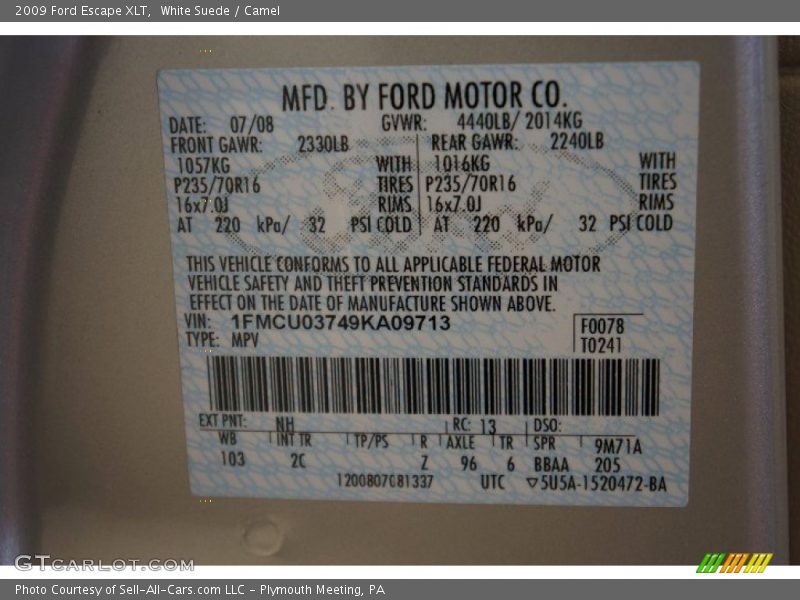 2009 Ford Escape XLT, White Suede / Camel
MFD. BY FORD MOTOR CO.
DATE: 07/08 GVWR: 4440LB/ 2014KG
FRONT GAWR: 2330LB REAR GAWR: 2240LB
1057KG WITH 1016KG WITH
P235/70R16 TIRES P235/70R16 TIRES
16x7.0J RIMS 16x7.0J RIMS
AT 220 kPa/ 32 PSI COLD AT 220 kPa/ 32 PSI COLD
THIS VEHICLE CONFORMS TO ALL APPLICABLE FEDERAL MOTOR
VEHICLE SAFETY AND THEFT PREVENTION STANDARDS IN
EFFECT ON THE DATE OF MANUFACTURE SHOWN ABOVE.
VIN: 1FMCU03749KA09713
TYPE: MPV
F0078
T0241
EXT PNT: NH RC: 13 DSO:
WB INT TR TP/PS R AXLE TR SPR 9M71A
103 2C Z 96 6 BBAA 205
1200807081337 UTC ▽5U5A-1520472-BA
GTCARLOT.COM
Photo Courtesy of Sell-All-Cars.com LLC - Plymouth Meeting, PA